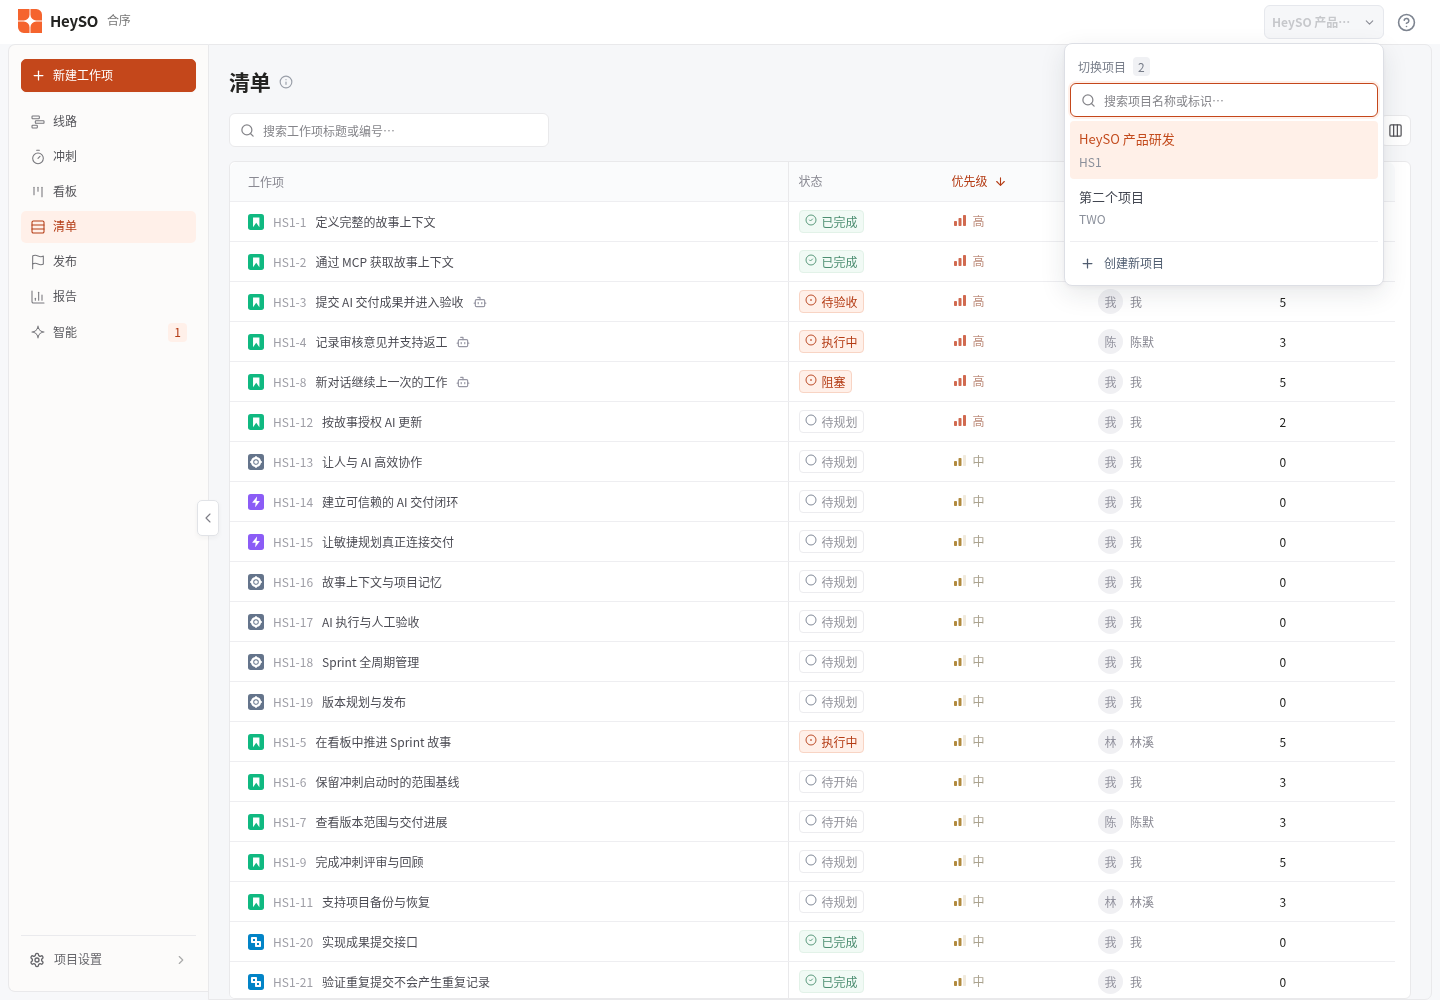 HeySO 合序
HeySO 产品…
新建工作项
线路
冲刺
看板
清单
发布
报告
智能 1
项目设置
清单
搜索工作项标题或编号…
切换项目 2
搜索项目名称或标识…
HeySO 产品研发
HS1
第二个项目
TWO
创建新项目
工作项 状态 优先级
HS1-1 定义完整的故事上下文 已完成 高
HS1-2 通过 MCP 获取故事上下文 已完成 高
HS1-3 提交 AI 交付成果并进入验收 待验收 高 我 我 5
HS1-4 记录审核意见并支持返工 执行中 高 陈 陈默 3
HS1-8 新对话继续上一次的工作 阻塞 高 我 我 5
HS1-12 按故事授权 AI 更新 待规划 高 我 我 2
HS1-13 让人与 AI 高效协作 待规划 中 我 我 0
HS1-14 建立可信赖的 AI 交付闭环 待规划 中 我 我 0
HS1-15 让敏捷规划真正连接交付 待规划 中 我 我 0
HS1-16 故事上下文与项目记忆 待规划 中 我 我 0
HS1-17 AI 执行与人工验收 待规划 中 我 我 0
HS1-18 Sprint 全周期管理 待规划 中 我 我 0
HS1-19 版本规划与发布 待规划 中 我 我 0
HS1-5 在看板中推进 Sprint 故事 执行中 中 林 林溪 5
HS1-6 保留冲刺启动时的范围基线 待开始 中 我 我 3
HS1-7 查看版本范围与交付进展 待开始 中 陈 陈默 3
HS1-9 完成冲刺评审与回顾 待规划 中 我 我 5
HS1-11 支持项目备份与恢复 待规划 中 林 林溪 3
HS1-20 实现成果提交接口 已完成 中 我 我 0
HS1-21 验证重复提交不会产生重复记录 已完成 中 我 我 0